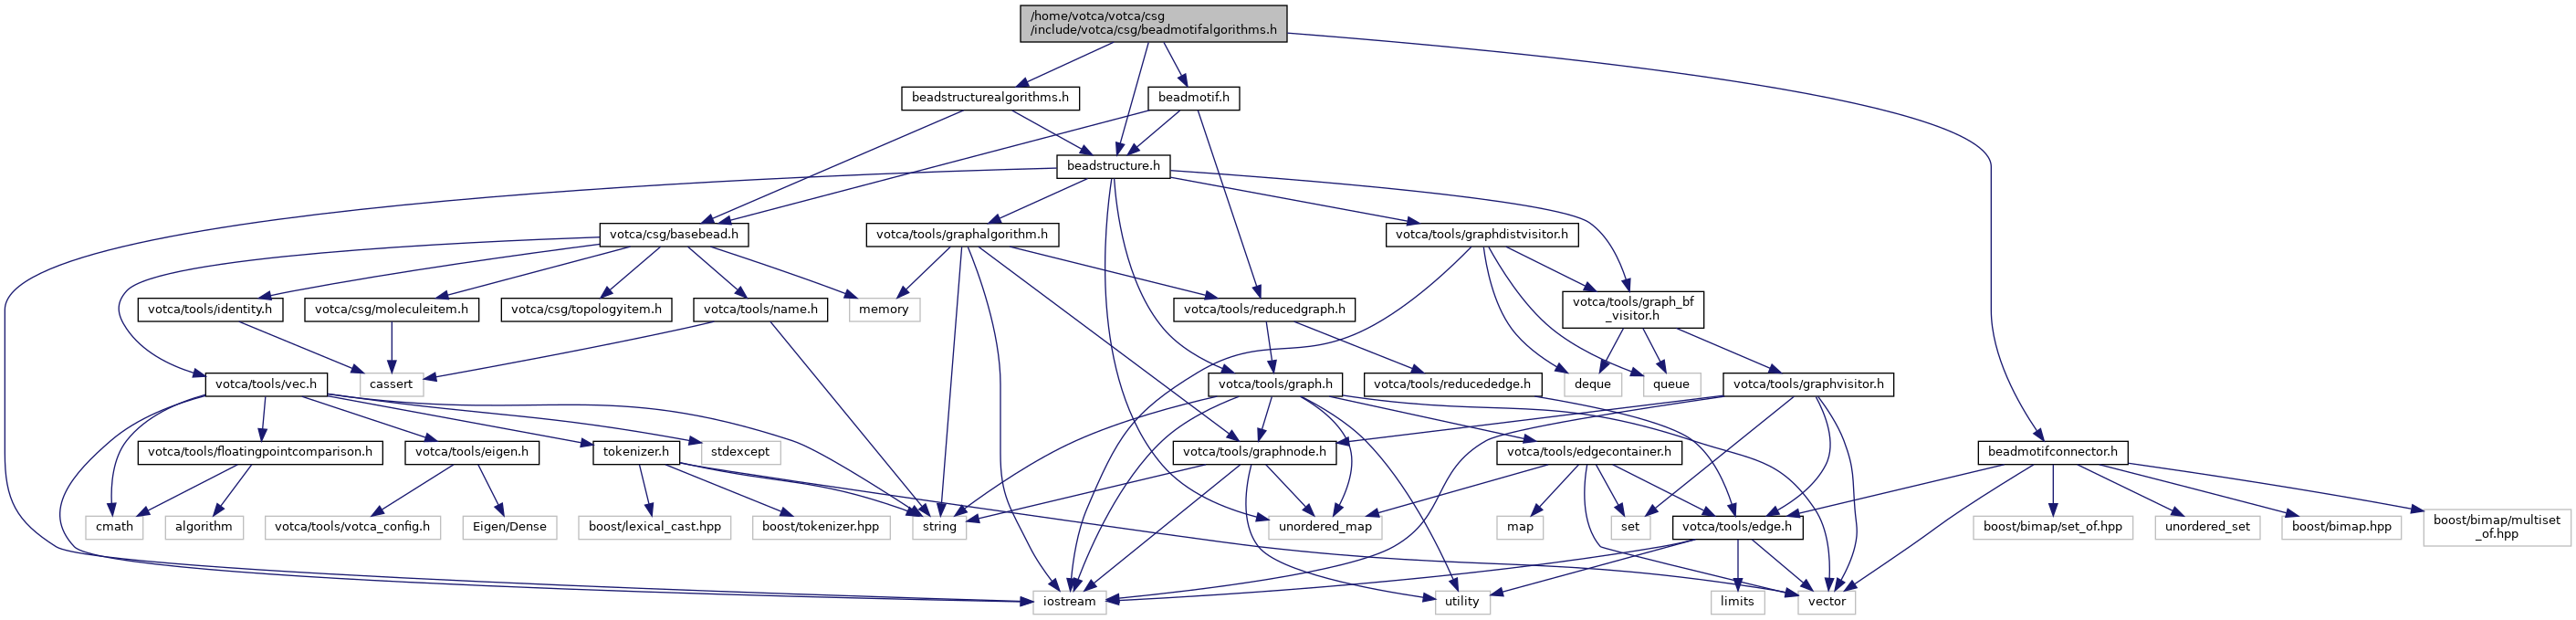 /home/votca/votca/csg
/include/votca/csg/beadmotifalgorithms.h
beadstructurealgorithms.h
beadmotif.h
beadstructure.h
votca/csg/basebead.h
votca/tools/graphalgorithm.h
votca/tools/graphdistvisitor.h
votca/tools/identity.h
votca/csg/moleculeitem.h
votca/csg/topologyitem.h
votca/tools/name.h
memory
votca/tools/reducedgraph.h
votca/tools/graph_bf
_visitor.h
votca/tools/vec.h
cassert
votca/tools/graph.h
votca/tools/reducededge.h
deque
queue
votca/tools/graphvisitor.h
votca/tools/floatingpointcomparison.h
votca/tools/eigen.h
tokenizer.h
stdexcept
votca/tools/graphnode.h
votca/tools/edgecontainer.h
beadmotifconnector.h
cmath
algorithm
votca/tools/votca_config.h
Eigen/Dense
boost/lexical_cast.hpp
boost/tokenizer.hpp
string
unordered_map
map
set
votca/tools/edge.h
boost/bimap/set_of.hpp
unordered_set
boost/bimap.hpp
boost/bimap/multiset
_of.hpp
iostream
utility
limits
vector